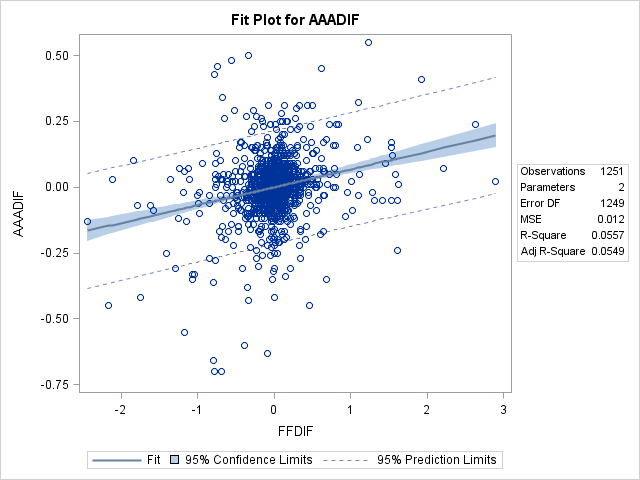 Fit Plot for AAADIF
0.50
0.25
0.00
-0.25
-0.50
-0.75
AAADIF
-2 -1 0 1 2 3
FFDIF
Observations 1251
Parameters 2
Error DF 1249
MSE 0.012
R-Square 0.0557
Adj R-Square 0.0549
Fit 95% Confidence Limits 95% Prediction Limits